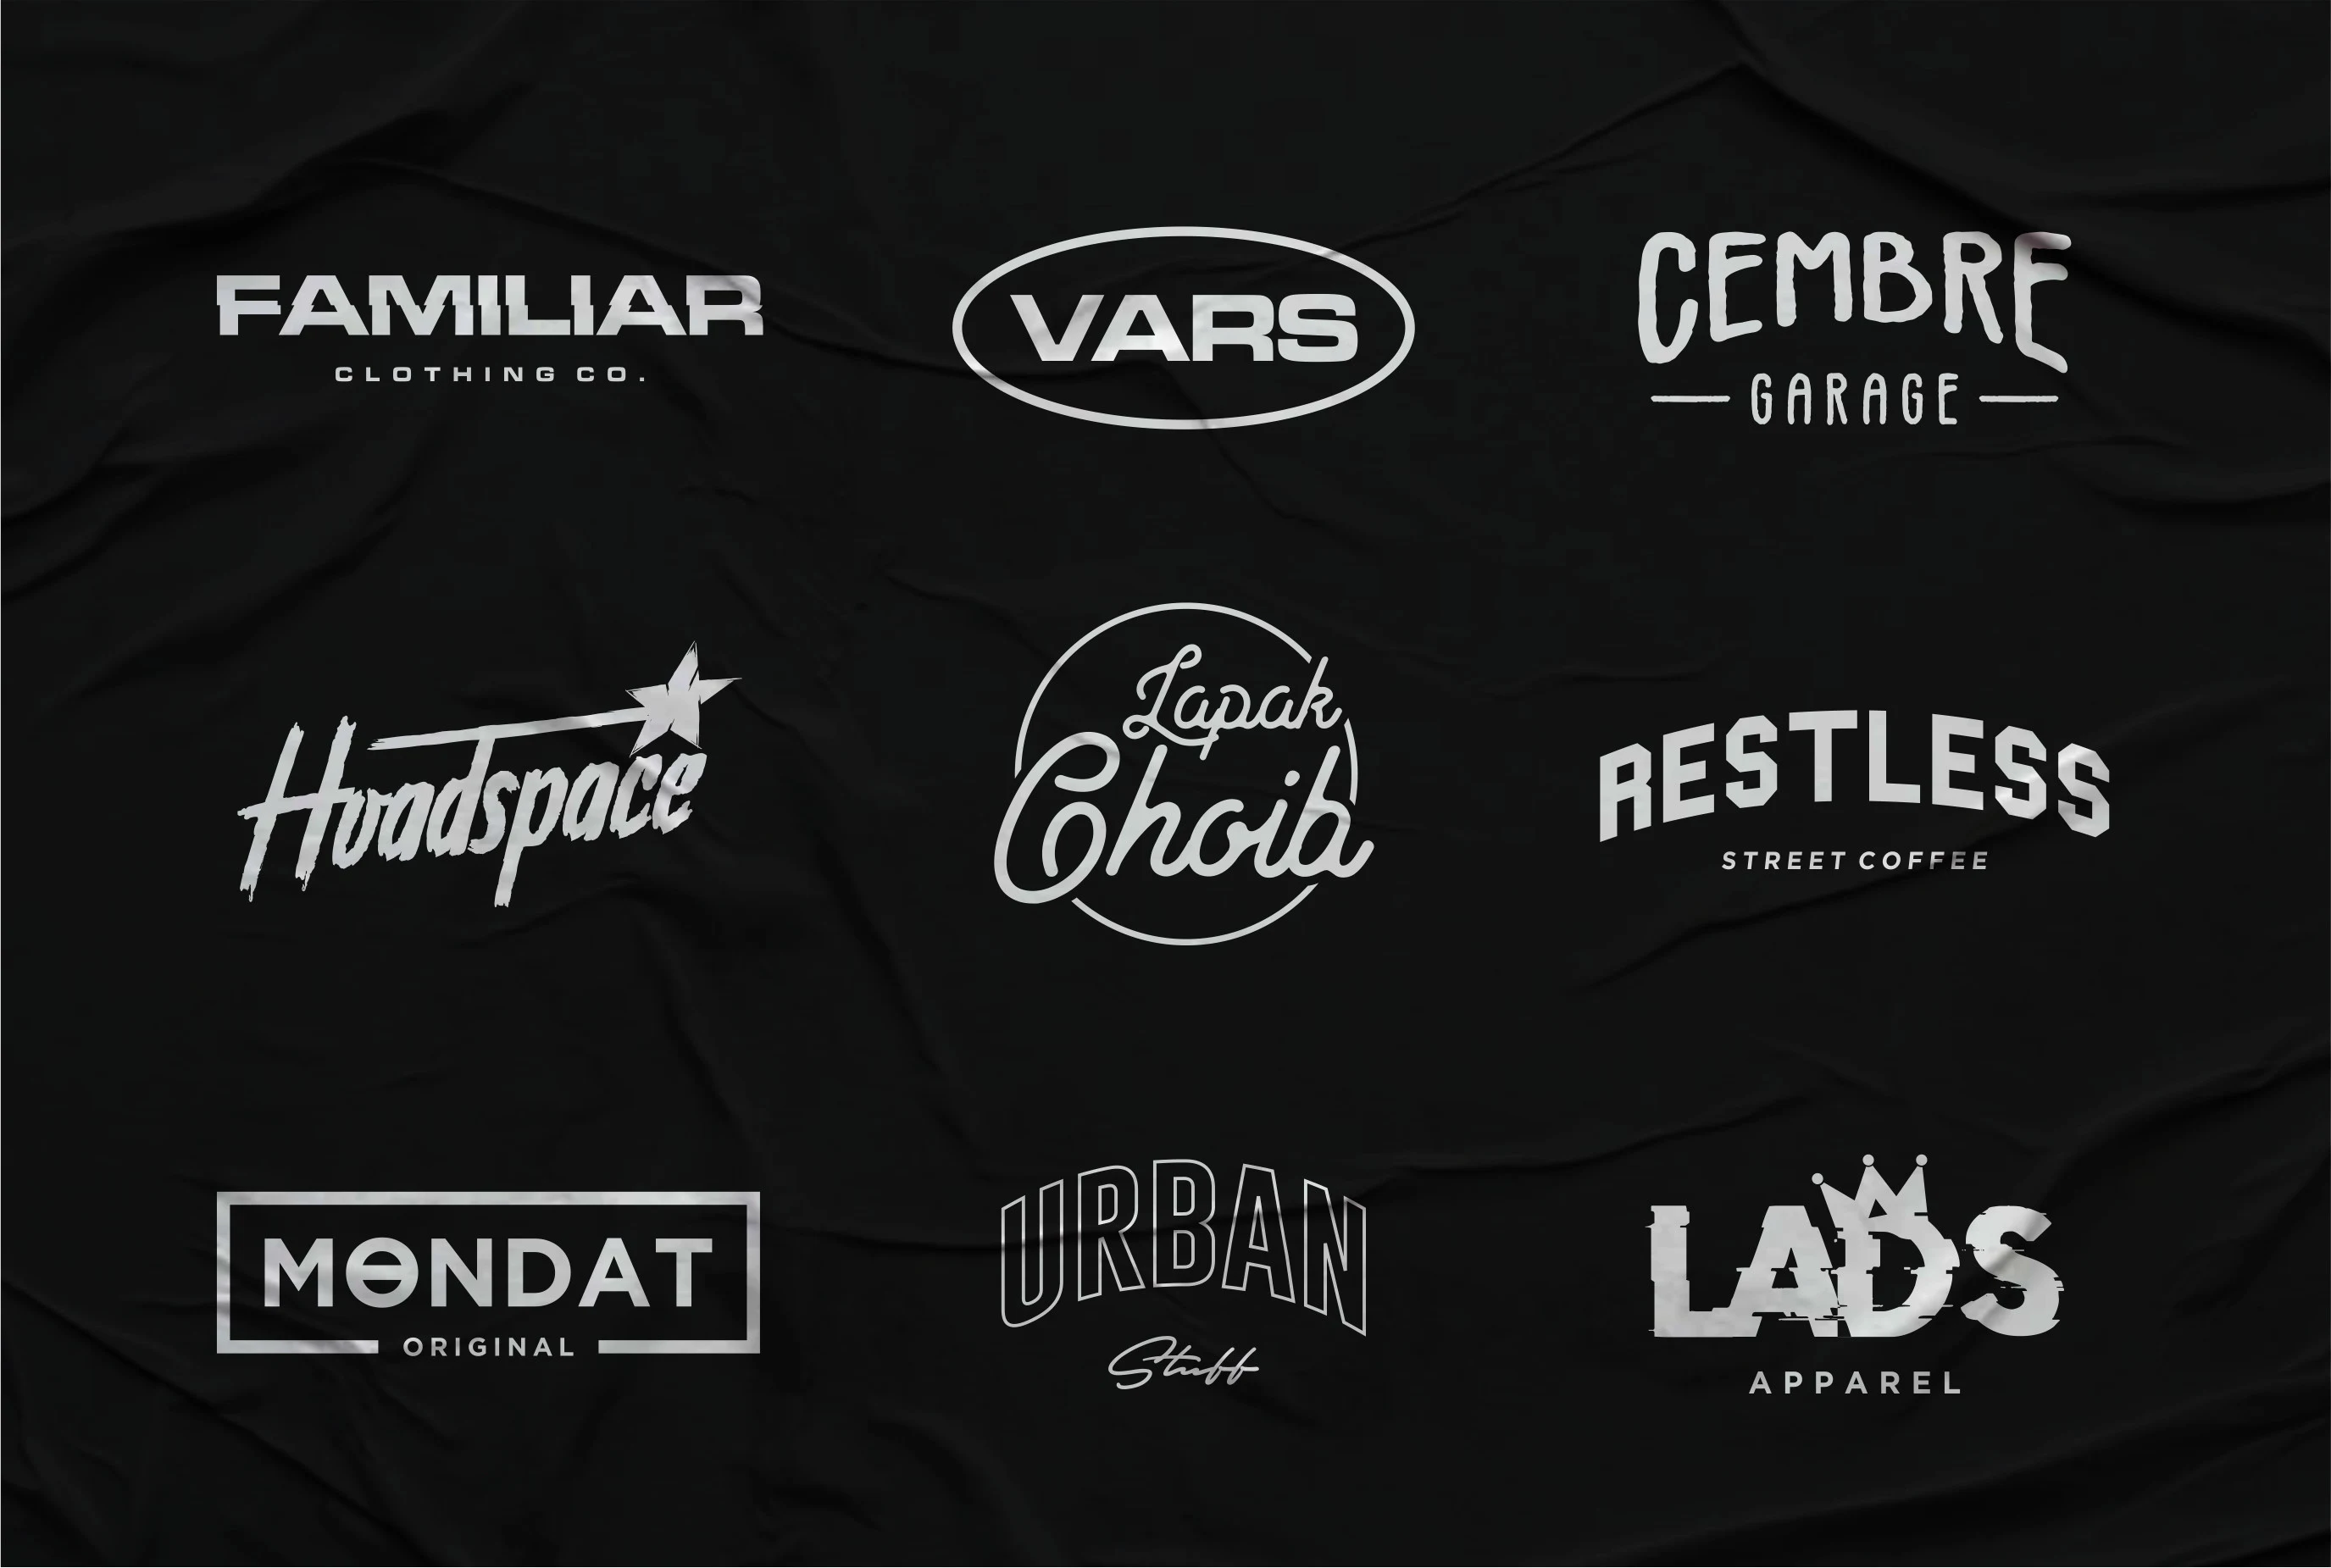 FAMILIAR
CLOTHING CO.
VARS
CEMBRE
GARAGE
Hvadspace
Lapak
Choib
RESTLESS
STREET COFFEE
MONDAT
ORIGINAL
URBAN
Stuff
LADS
APPAREL